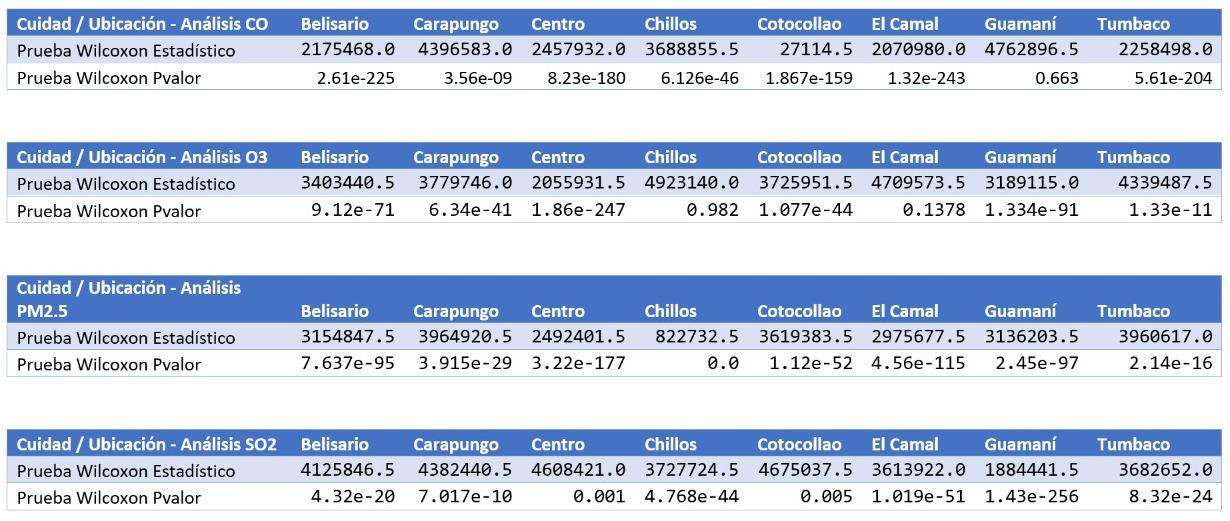 Cuidad / Ubicación - Análisis CO Belisario Carapungo Centro Chillos Cotocollao El Camal Guamaní Tumbaco
Prueba Wilcoxon Estadístico 2175468.0 4396583.0 2457932.0 3688855.5 27114.5 2070980.0 4762896.5 2258498.0
Prueba Wilcoxon Pvalor 2.61e-225 3.56e-09 8.23e-180 6.126e-46 1.867e-159 1.32e-243 0.663 5.61e-204
Cuidad / Ubicación - Análisis O3 Belisario Carapungo Centro Chillos Cotocollao El Camal Guamaní Tumbaco
Prueba Wilcoxon Estadístico 3403440.5 3779746.0 2055931.5 4923140.0 3725951.5 4709573.5 3189115.0 4339487.5
Prueba Wilcoxon Pvalor 9.12e-71 6.34e-41 1.86e-247 0.982 1.077e-44 0.1378 1.334e-91 1.33e-11
Cuidad / Ubicación - Análisis
PM2.5 Belisario Carapungo Centro Chillos Cotocollao El Camal Guamaní Tumbaco
Prueba Wilcoxon Estadístico 3154847.5 3964920.5 2492401.5 822732.5 3619383.5 2975677.5 3136203.5 3960617.0
Prueba Wilcoxon Pvalor 7.637e-95 3.915e-29 3.22e-177 0.0 1.12e-52 4.56e-115 2.45e-97 2.14e-16
Cuidad / Ubicación - Análisis SO2 Belisario Carapungo Centro Chillos Cotocollao El Camal Guamaní Tumbaco
Prueba Wilcoxon Estadístico 4125846.5 4382440.5 4608421.0 3727724.5 4675037.5 3613922.0 1884441.5 3682652.0
Prueba Wilcoxon Pvalor 4.32e-20 7.017e-10 0.001 4.768e-44 0.005 1.019e-51 1.43e-256 8.32e-24